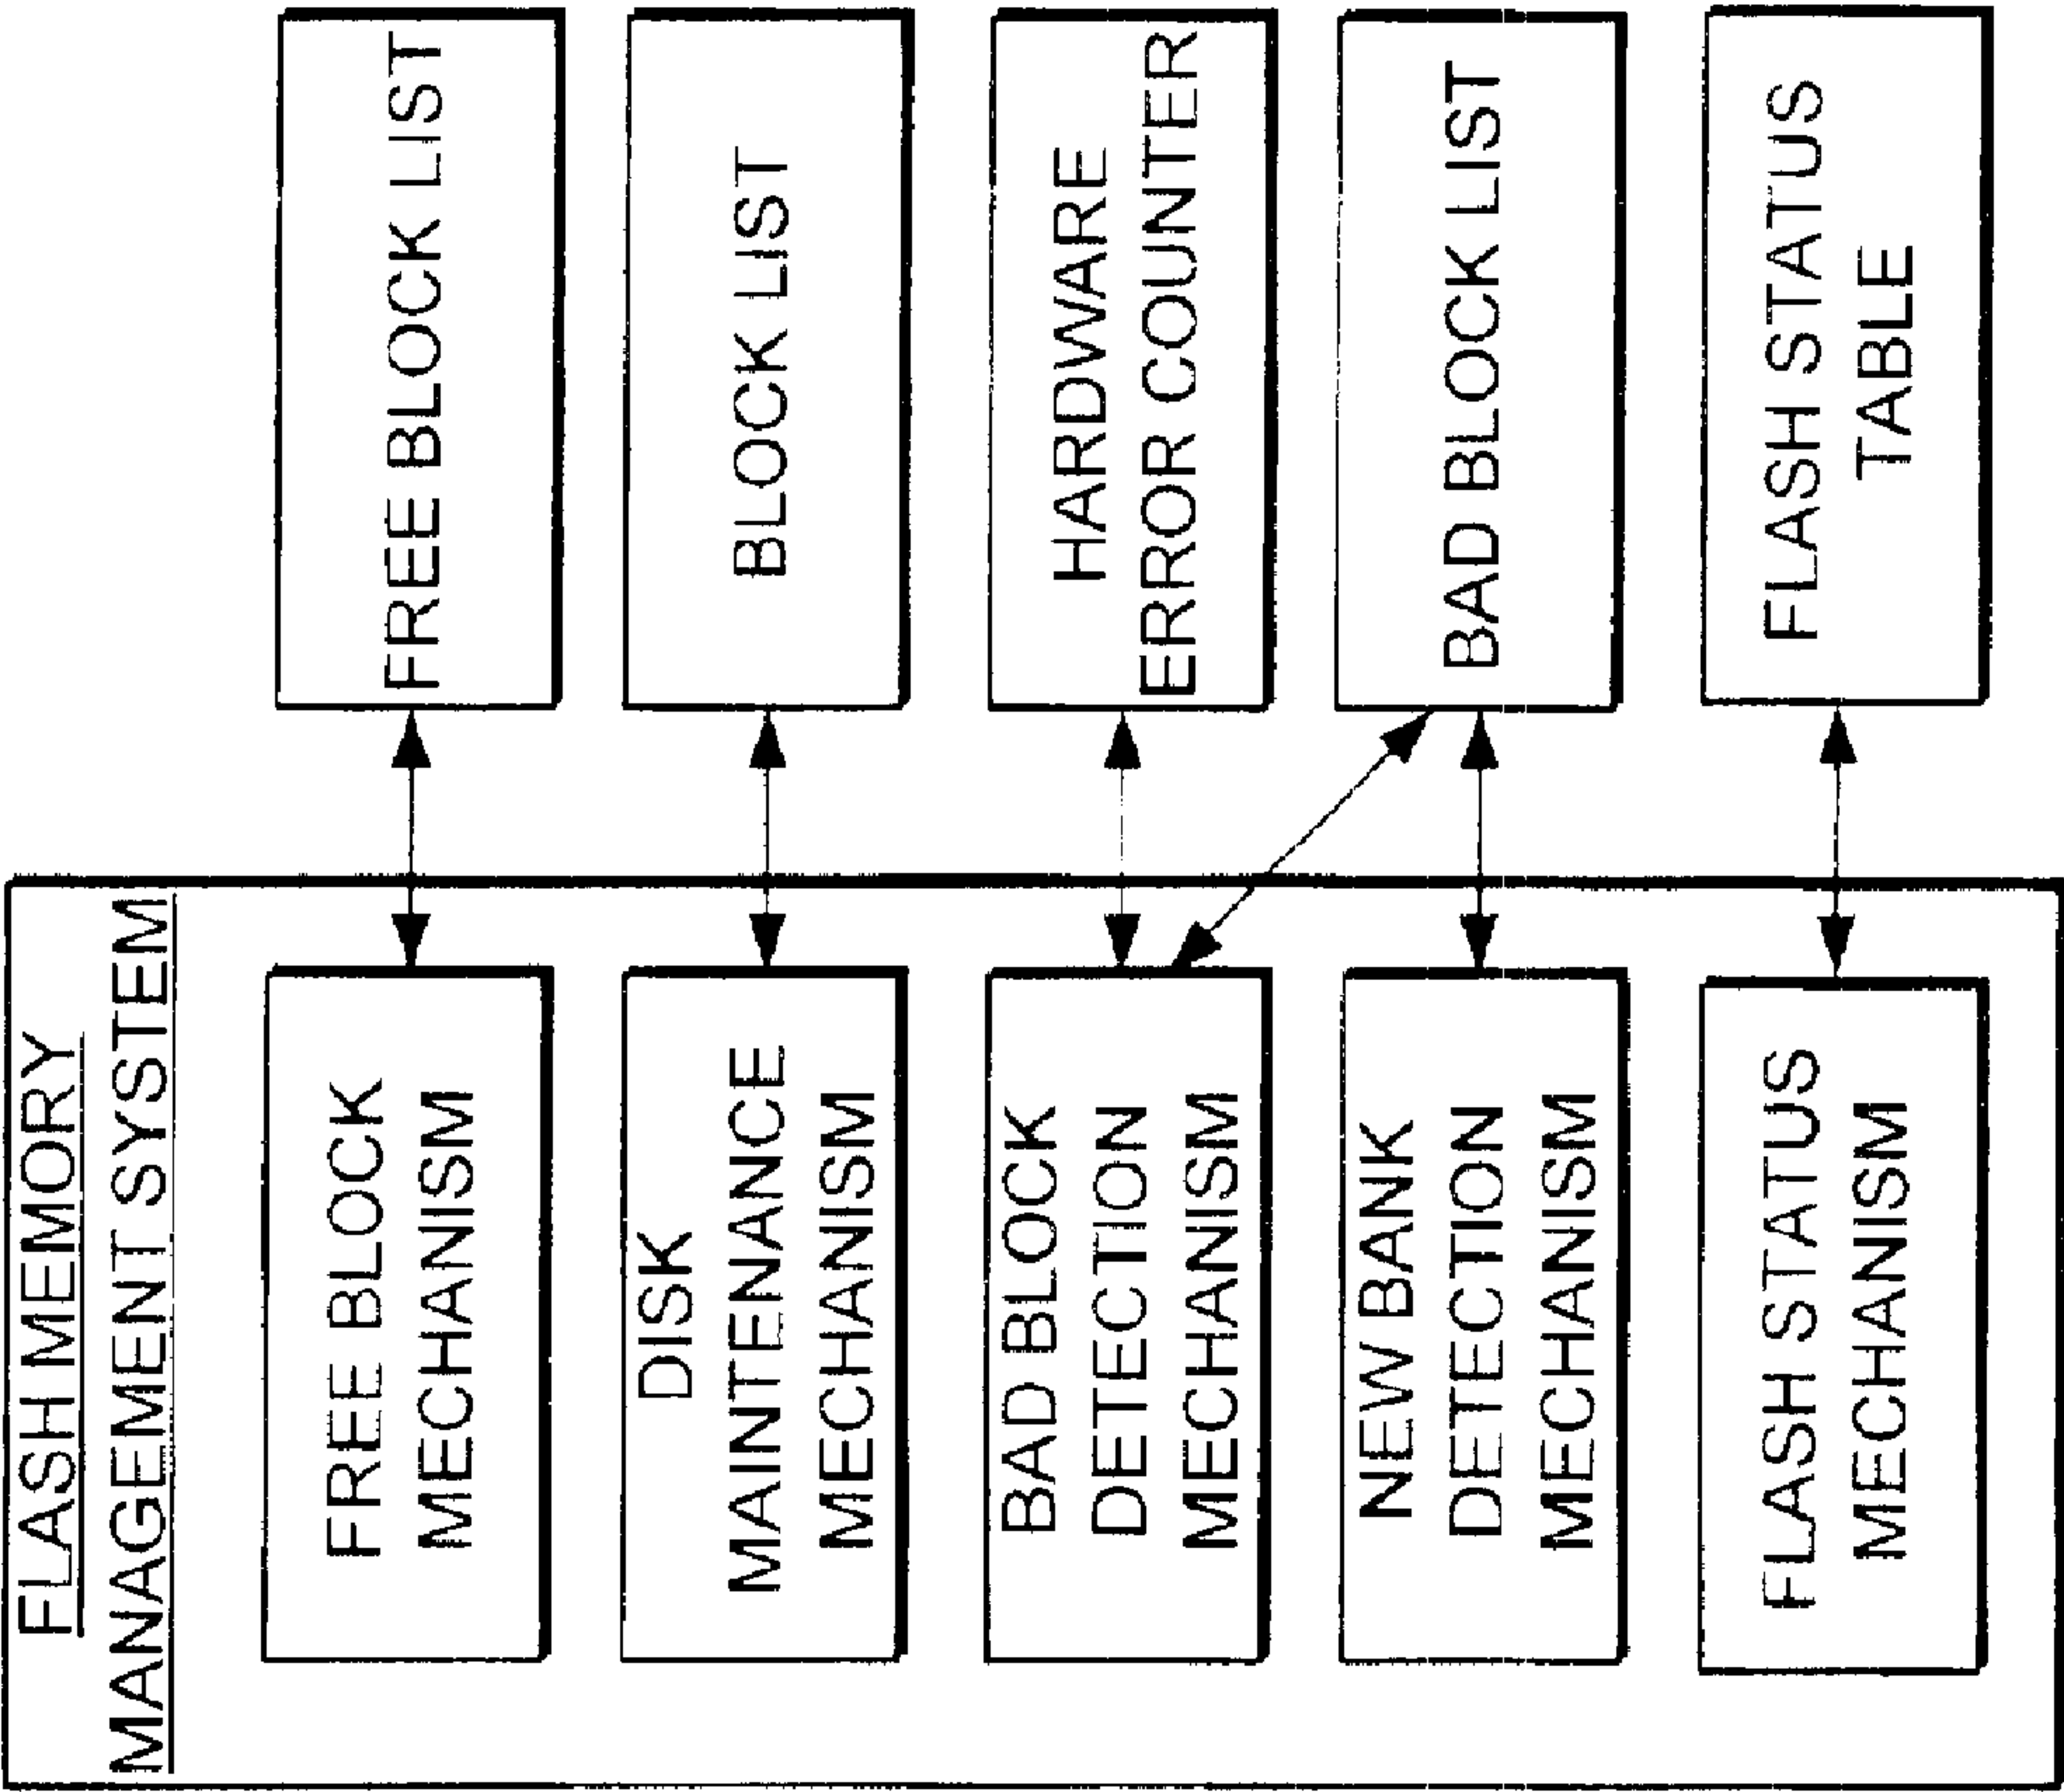 FLASH MEMORY
MANAGEMENT SYSTEM
FREE BLOCK
MECHANISM
FREE BLOCK LIST
DISK
MAINTENANCE
MECHANISM
BLOCK LIST
BAD BLOCK
DETECTION
MECHANISM
HARDWARE
ERROR COUNTER
NEW BANK
DETECTION
MECHANISM
BAD BLOCK LIST
FLASH STATUS
MECHANISM
FLASH STATUS
TABLE